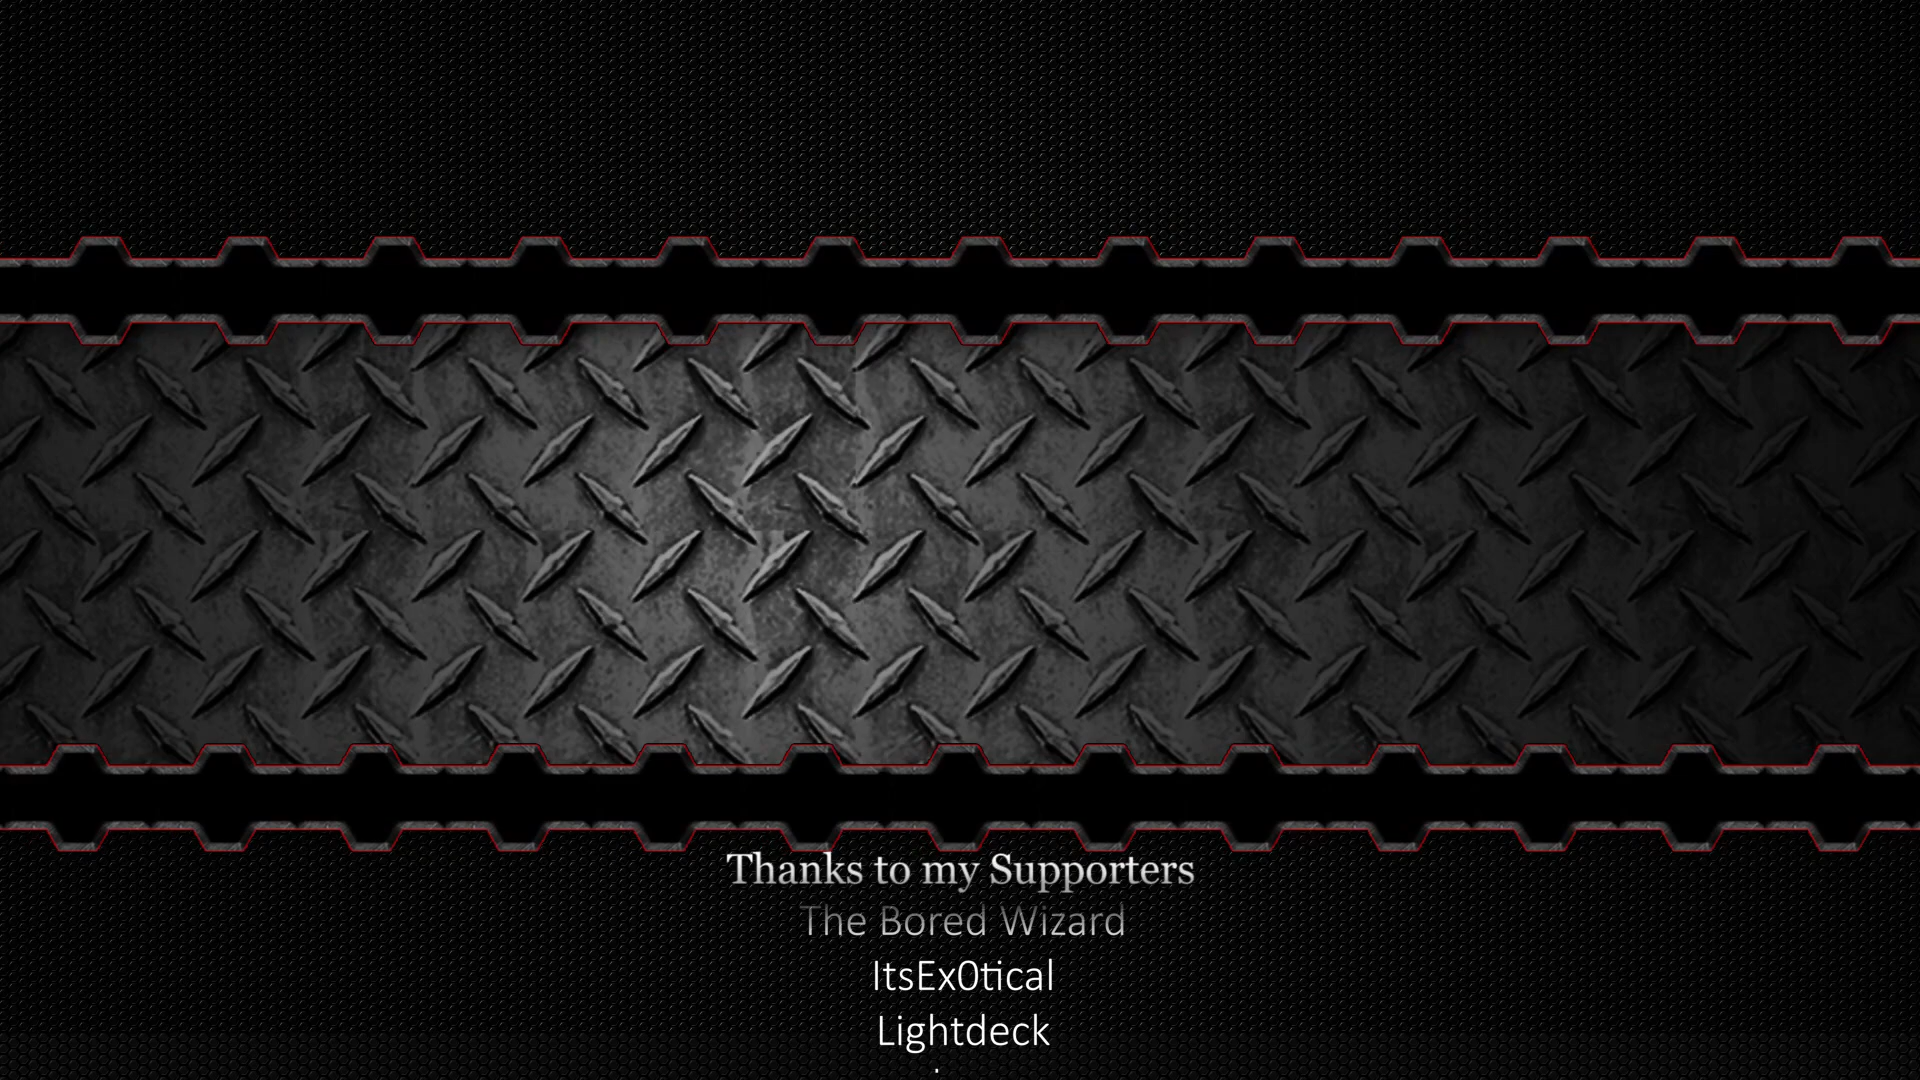 Thanks to my Supporters
The Bored Wizard
ItsEx0tical
Lightdeck